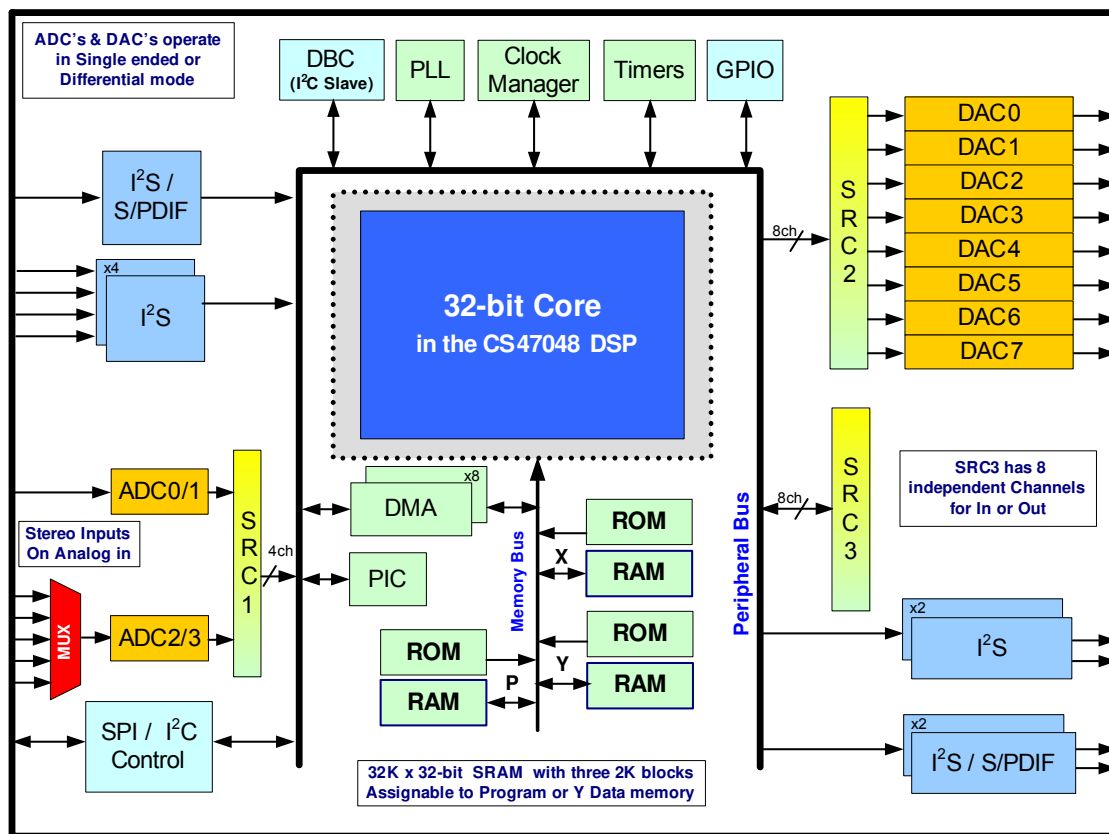 ADC's & DAC's operate
in Single ended or
Differential mode
DBC
(I²C Slave)
PLL
Clock
Manager
Timers
GPIO
I²S /
S/PDIF
x4
I²S
32-bit Core
in the CS47048 DSP
8ch
SRC2
DAC0
DAC1
DAC2
DAC3
DAC4
DAC5
DAC6
DAC7
ADC0/1
Stereo Inputs
On Analog in
MUX
ADC2/3
SRC1
4ch
SPI / I²C
Control
x8
DMA
PIC
Memory Bus
ROM
X
RAM
ROM
Y
RAM
ROM
P
RAM
Peripheral Bus
8ch
SRC3
SRC3 has 8
independent Channels
for In or Out
x2
I²S
x2
I²S / S/PDIF
32K x 32-bit SRAM with three 2K blocks
Assignable to Program or Y Data memory